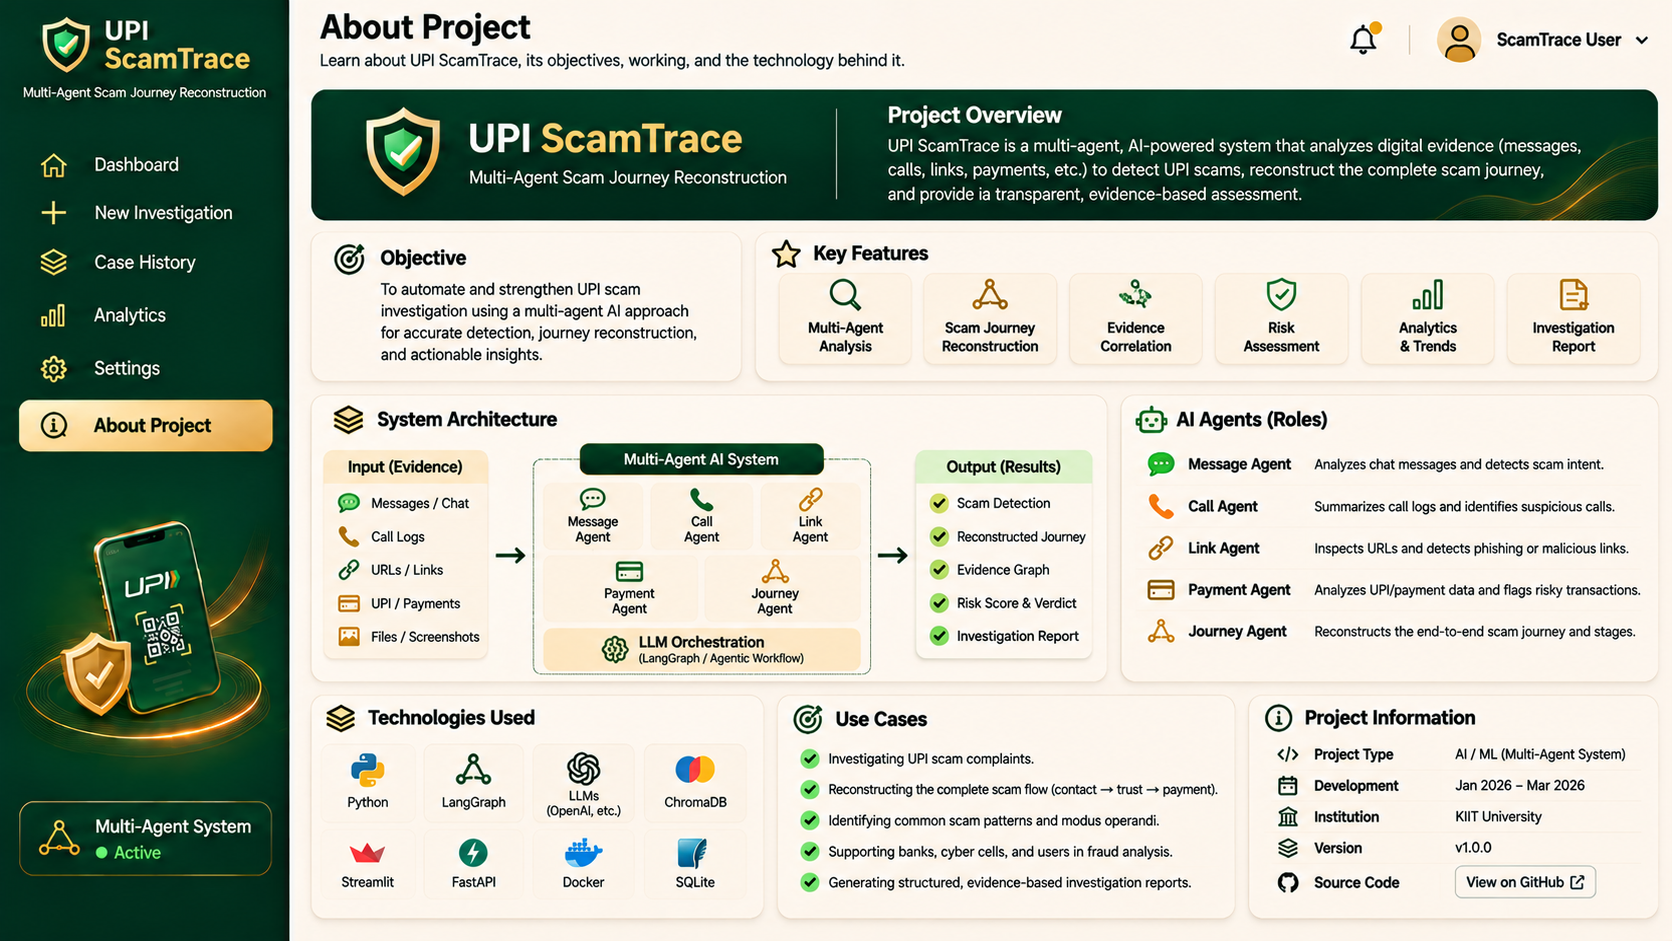 UPI
ScamTrace
Multi-Agent Scam Journey Reconstruction
Dashboard
New Investigation
Case History
Analytics
Settings
About Project
UPI
Multi-Agent System
Active
About Project
Learn about UPI ScamTrace, its objectives, working, and the technology behind it.
ScamTrace User
UPI ScamTrace
Multi-Agent Scam Journey Reconstruction
Project Overview
UPI ScamTrace is a multi-agent, AI-powered system that analyzes digital evidence (messages,
calls, links, payments, etc.) to detect UPI scams, reconstruct the complete scam journey,
and provide ia transparent, evidence-based assessment.
Objective
To automate and strengthen UPI scam
investigation using a multi-agent AI approach
for accurate detection, journey reconstruction,
and actionable insights.
Key Features
Multi-Agent
Analysis
Scam Journey
Reconstruction
Evidence
Correlation
Risk
Assessment
Analytics
& Trends
Investigation
Report
System Architecture
Input (Evidence)
Messages / Chat
Call Logs
URLs / Links
UPI / Payments
Files / Screenshots
Multi-Agent AI System
Message
Agent
Call
Agent
Link
Agent
Payment
Agent
Journey
Agent
LLM Orchestration
(LangGraph / Agentic Workflow)
Output (Results)
Scam Detection
Reconstructed Journey
Evidence Graph
Risk Score & Verdict
Investigation Report
AI Agents (Roles)
Message Agent Analyzes chat messages and detects scam intent.
Call Agent Summarizes call logs and identifies suspicious calls.
Link Agent Inspects URLs and detects phishing or malicious links.
Payment Agent Analyzes UPI/payment data and flags risky transactions.
Journey Agent Reconstructs the end-to-end scam journey and stages.
Technologies Used
Python
LangGraph
LLMs
(OpenAI, etc.)
ChromaDB
Streamlit
FastAPI
Docker
SQLite
Use Cases
Investigating UPI scam complaints.
Reconstructing the complete scam flow (contact → trust → payment).
Identifying common scam patterns and modus operandi.
Supporting banks, cyber cells, and users in fraud analysis.
Generating structured, evidence-based investigation reports.
Project Information
Project Type AI / ML (Multi-Agent System)
Development Jan 2026 – Mar 2026
Institution KIIT University
Version v1.0.0
Source Code View on GitHub